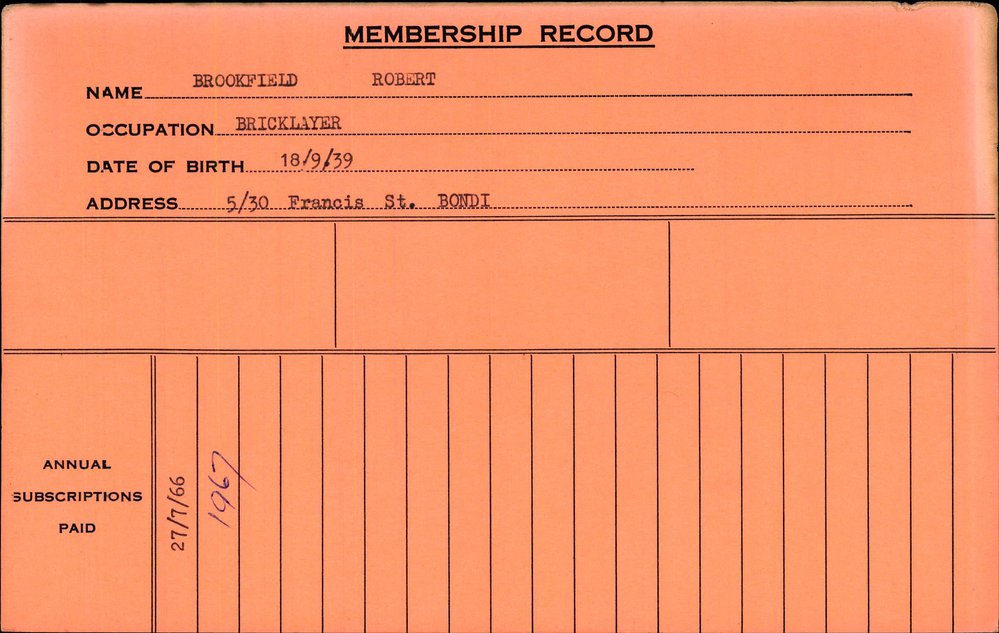 MEMBERSHIP RECORD
NAME BROOKFIELD ROBERT
OCCUPATION BRICKLAYER
DATE OF BIRTH 18/9/39
ADDRESS 5/30 Francis St. BONDI
ANNUAL
SUBSCRIPTIONS
PAID
27/7/66
1967